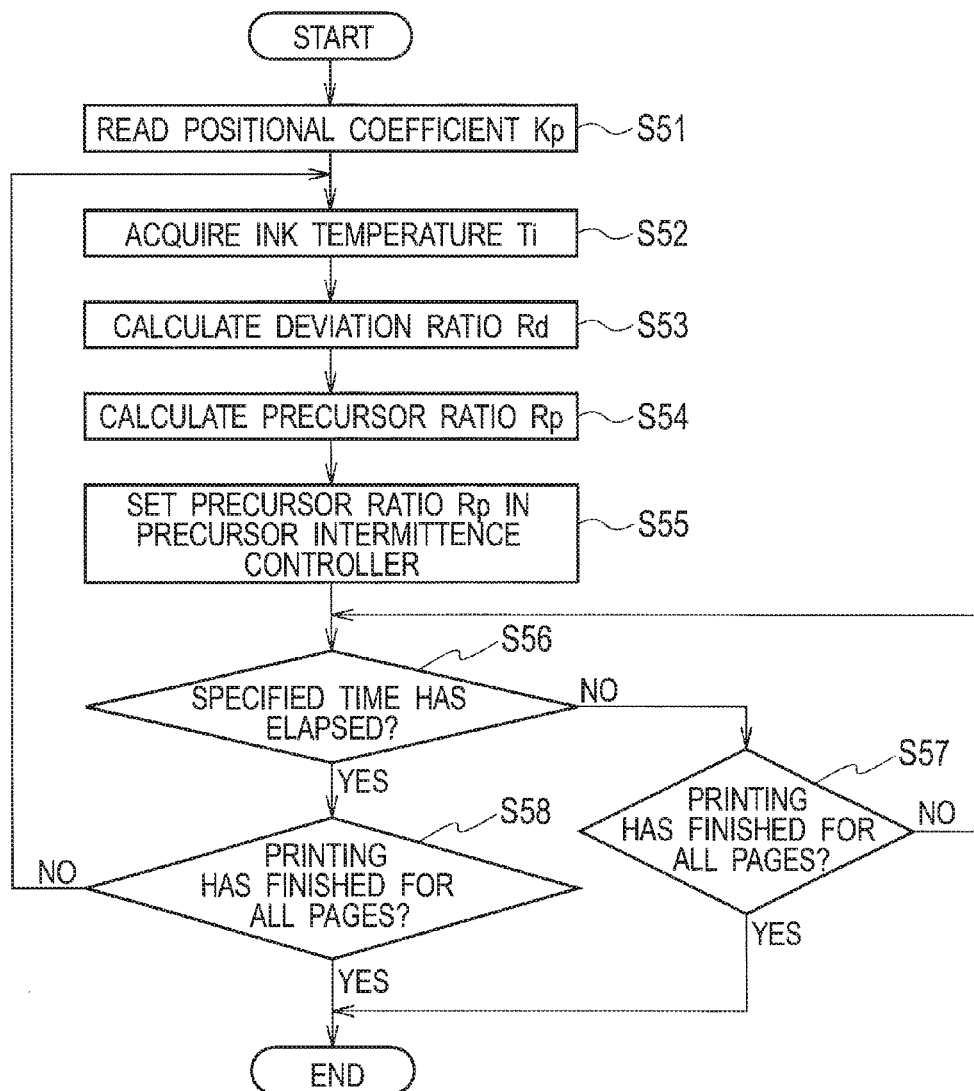 START
READ POSITIONAL COEFFICIENT Kp
S51
ACQUIRE INK TEMPERATURE Ti
S52
CALCULATE DEVIATION RATIO Rd
S53
CALCULATE PRECURSOR RATIO Rp
S54
SET PRECURSOR RATIO Rp IN
PRECURSOR INTERMITTENCE
CONTROLLER
S55
S56
SPECIFIED TIME HAS
ELAPSED?
NO
YES
S57
PRINTING
HAS FINISHED FOR
ALL PAGES?
NO
YES
S58
PRINTING
HAS FINISHED FOR
ALL PAGES?
NO
YES
END